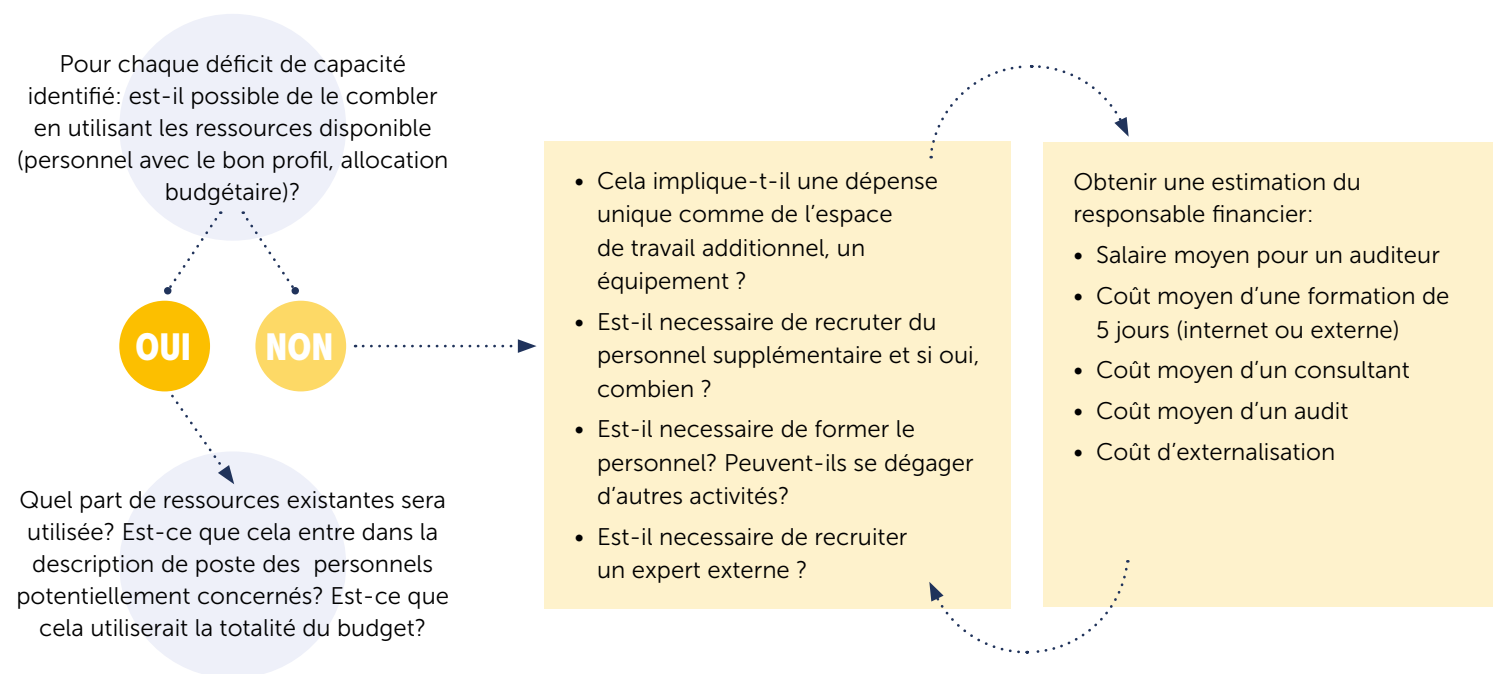 Pour chaque déficit de capacité
identifié: est-il possible de le combler
en utilisant les ressources disponible
(personnel avec le bon profil, allocation
budgétaire)?
OUI
NON
Quel part de ressources existantes sera
utilisée? Est-ce que cela entre dans la
description de poste des personnels
potentiellement concernés? Est-ce que
cela utiliserait la totalité du budget?
• Cela implique-t-il une dépense
unique comme de l'espace
de travail additionnel, un
équipement ?
• Est-il necessaire de recruter du
personnel supplémentaire et si oui,
combien ?
• Est-il necessaire de former le
personnel? Peuvent-ils se dégager
d'autres activités?
• Est-il necessaire de recruiter
un expert externe ?
Obtenir une estimation du
responsable financier:
• Salaire moyen pour un auditeur
• Coût moyen d'une formation de
5 jours (internet ou externe)
• Coût moyen d'un consultant
• Coût moyen d'un audit
• Coût d'externalisation